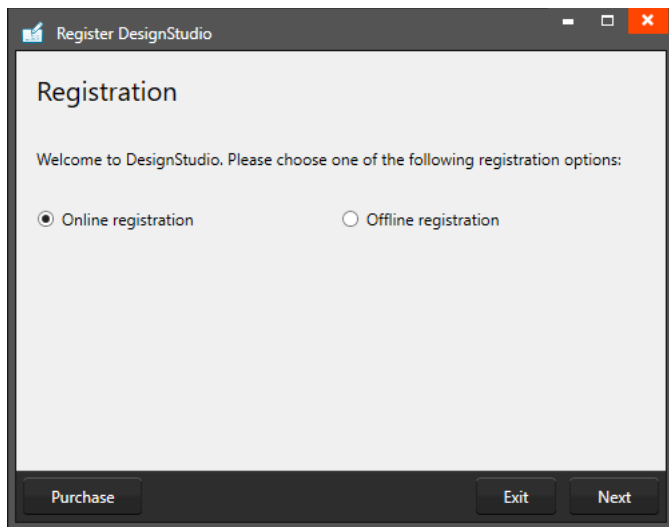 Register DesignStudio
Registration
Welcome to DesignStudio. Please choose one of the following registration options:
Online registration Offline registration
Purchase Exit Next